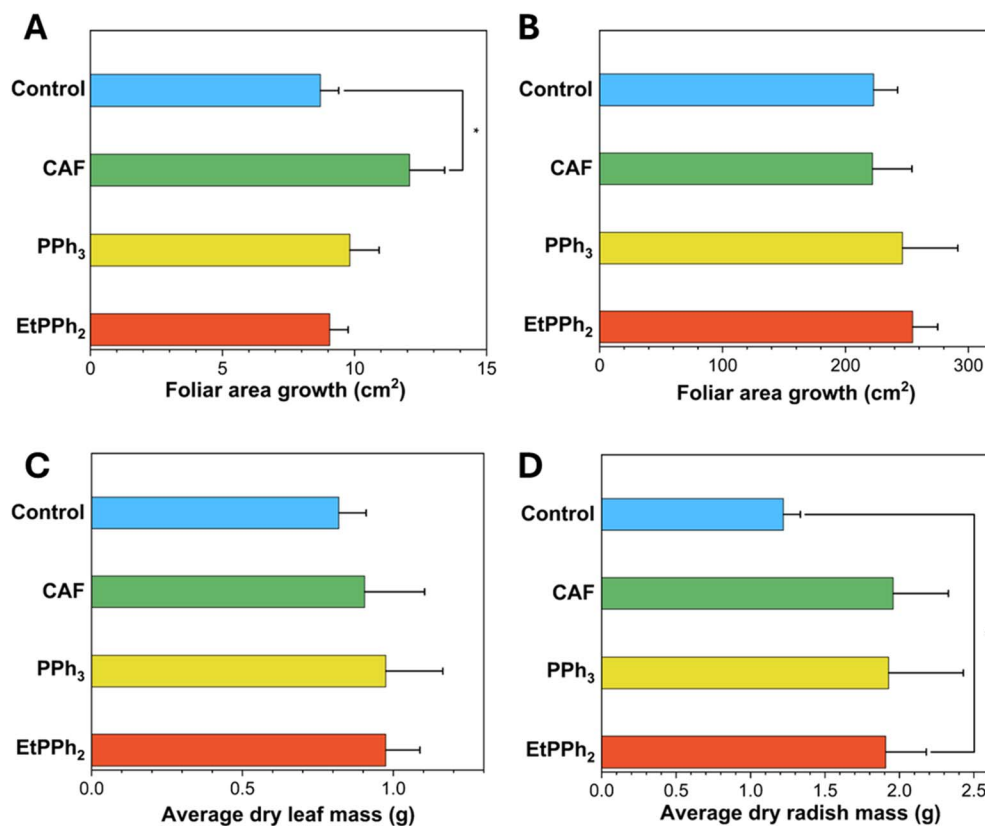 A
Control
CAF
PPh₃
EtPPh₂
*
0 5 10 15
Foliar area growth (cm²)
B
Control
CAF
PPh₃
EtPPh₂
0 100 200 300
Foliar area growth (cm²)
C
Control
CAF
PPh₃
EtPPh₂
0.0 0.5 1.0
Average dry leaf mass (g)
D
Control
CAF
PPh₃
EtPPh₂
0.0 0.5 1.0 1.5 2.0 2.5
Average dry radish mass (g)